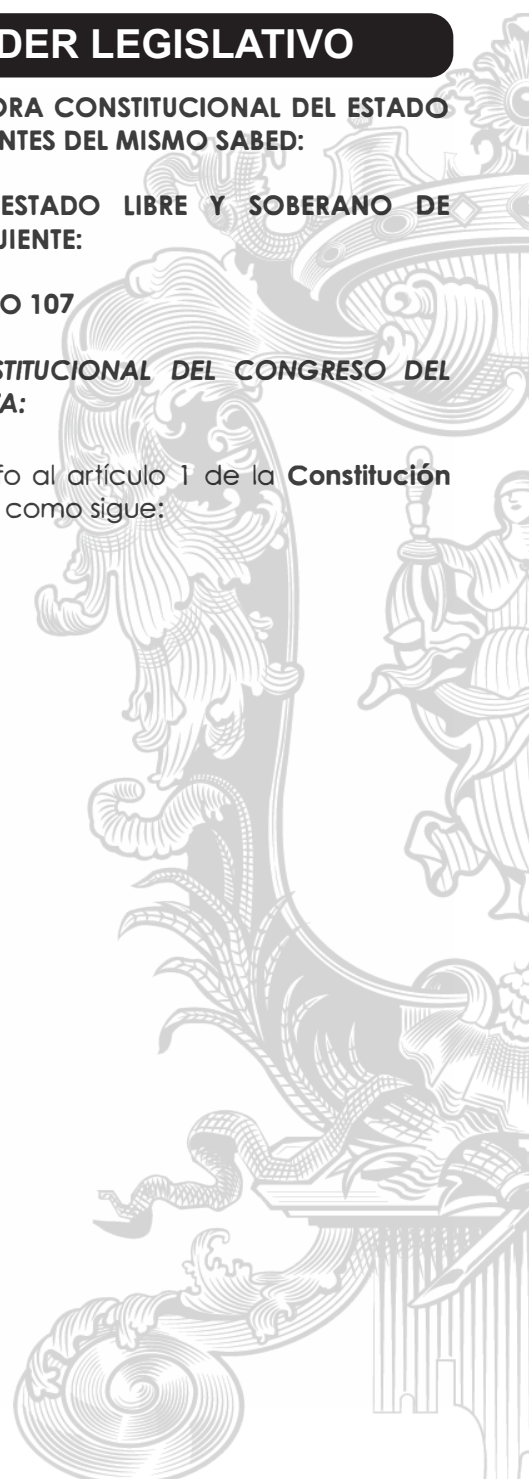 DER LEGISLATIVO
ORA CONSTITUCIONAL DEL ESTADO
NTES DEL MISMO SABED:
ESTADO LIBRE Y SOBERANO DE
UIENTE:
O 107
STITUCIONAL DEL CONGRESO DEL
TA:
fo al artículo 1 de la Constitución
como sigue: